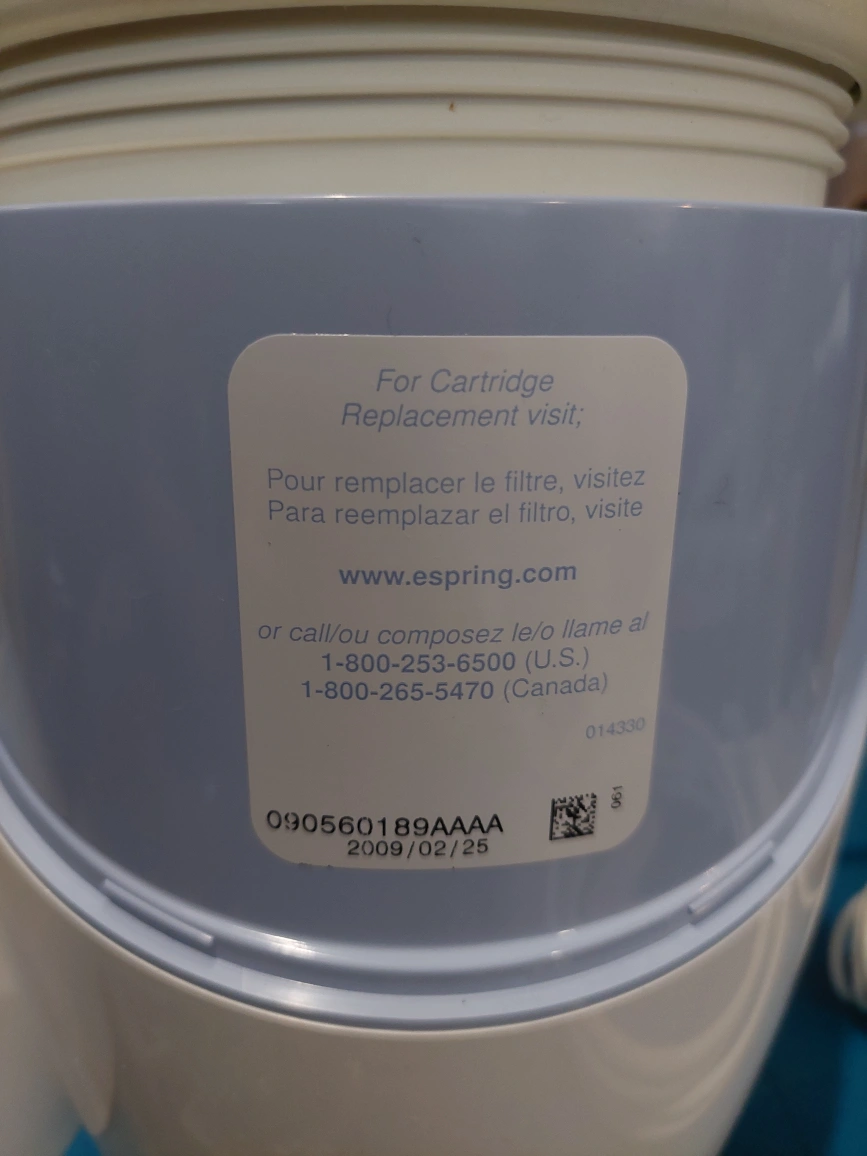 For Cartridge
Replacement visit;
Pour remplacer le filtre, visitez
Para reemplazar el filtro, visite
www.espring.com
or call/ou composez le/o llame al
1-800-253-6500 (U.S.)
1-800-265-5470 (Canada)
014330
090560189AAAA
2009/02/25
061